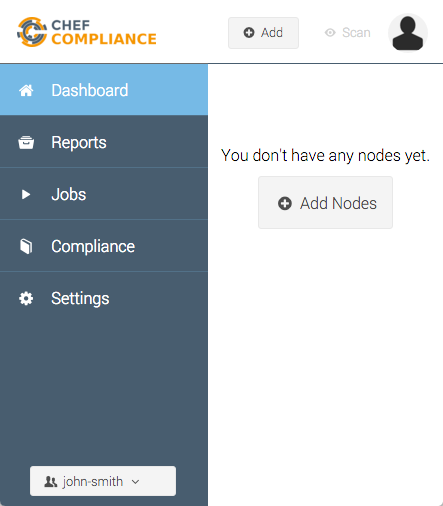 CHEF
COMPLIANCE
Add
Scan
Dashboard
Reports
Jobs
Compliance
Settings
You don't have any nodes yet.
Add Nodes
john-smith